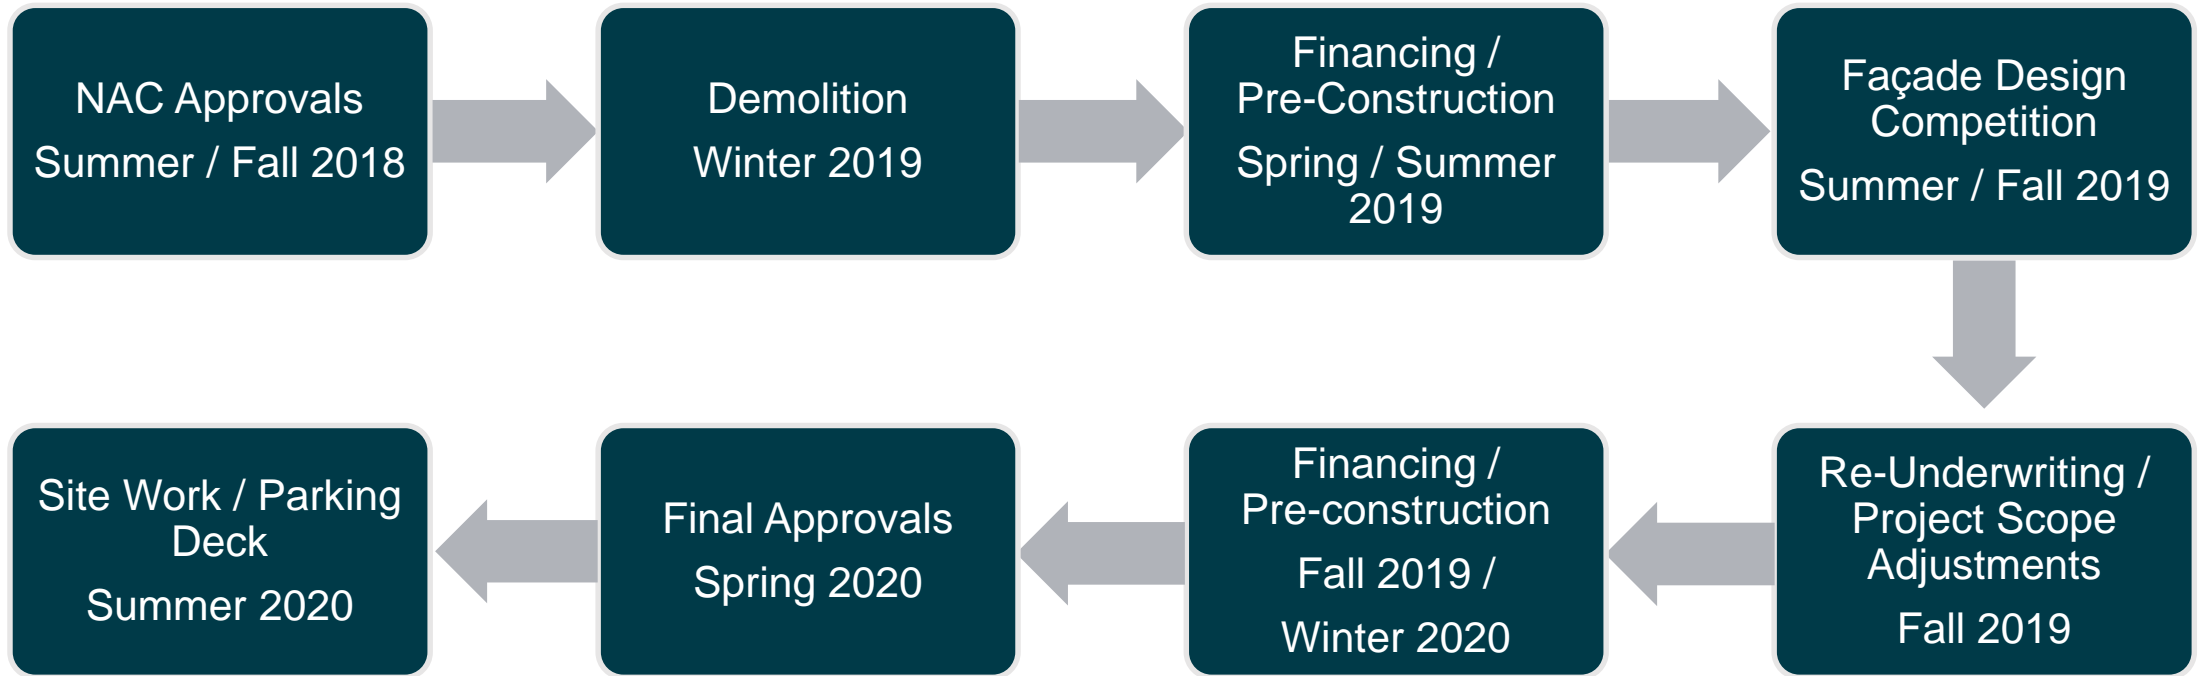 NAC Approvals
Summer / Fall 2018
Demolition
Winter 2019
Financing /
Pre-Construction
Spring / Summer
2019
Façade Design
Competition
Summer / Fall 2019
Re-Underwriting /
Project Scope
Adjustments
Fall 2019
Financing /
Pre-construction
Fall 2019 /
Winter 2020
Final Approvals
Spring 2020
Site Work / Parking
Deck
Summer 2020